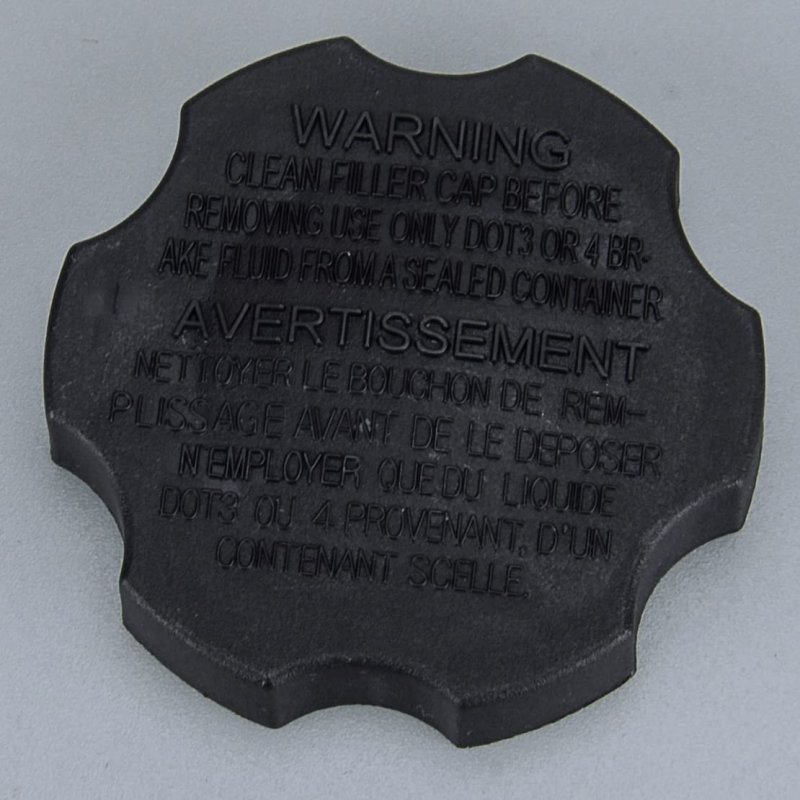 WARNING
CLEAN FILLER CAP BEFORE
REMOVING USE ONLY DOT3 OR 4 BR-
AKE FLUID FROM A SEALED CONTAINER
AVERTISSEMENT
NETTOYER LE BOUCHON DE REM-
PLISSAGE AVANT DE LE DEPOSER
N'EMPLOYER QUE DU LIQUIDE
DOT3 OU 4 PROVENANT, D'UN
CONTENANT SCELLE.